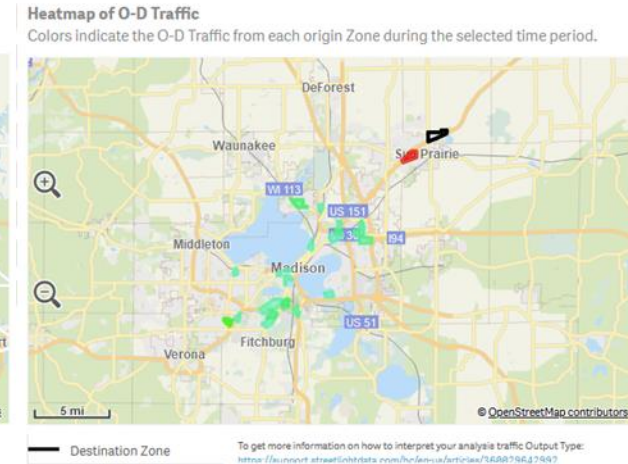 Heatmap of O-D Traffic
Colors indicate the O-D Traffic from each origin Zone during the selected time period.
DeForest
Waunakee
Prairie
WI 113
US 151
Middleton
I94
Madison
US 51
Fitchburg
Verona
5 mi
© OpenStreetMap contributors
Destination Zone
To get more information on how to interpret your analysis traffic Output Type: